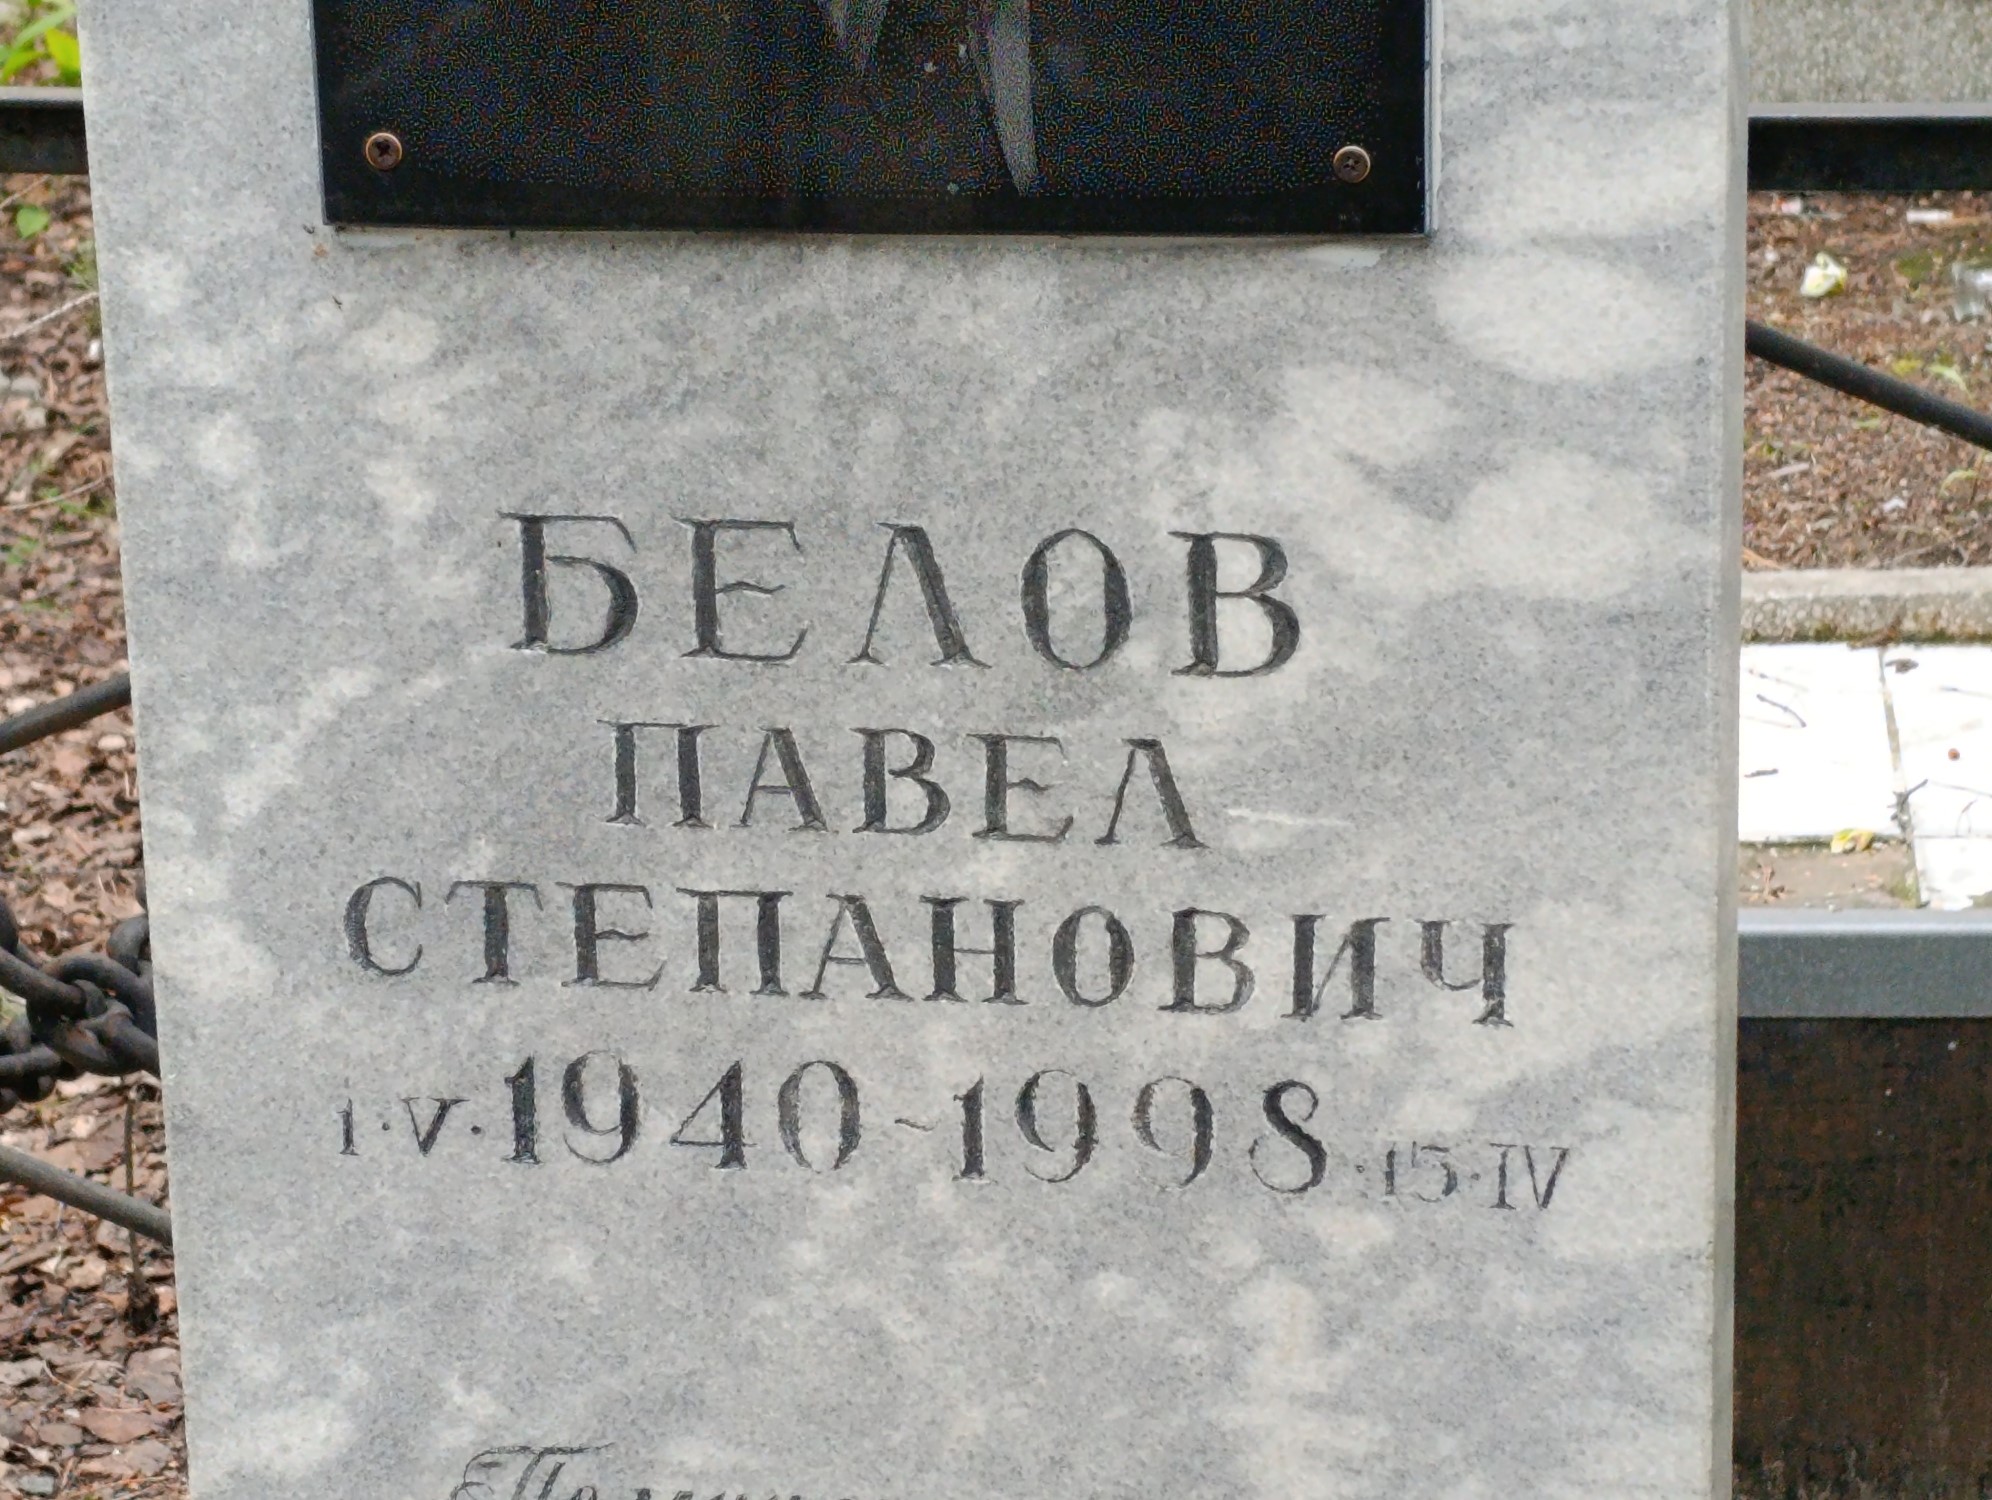 БЕЛОВ
ПАВЕЛ
СТЕПАНОВИЧ
1·V·1940-1998·15·IV